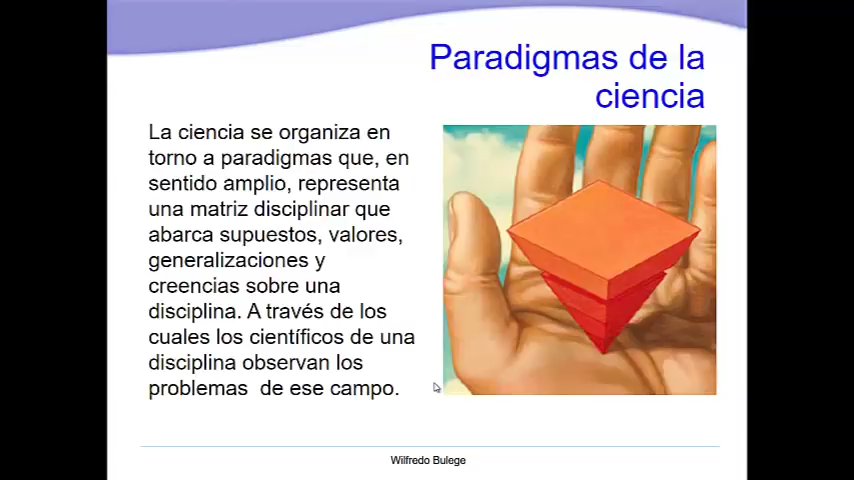 Paradigmas de la
ciencia
La ciencia se organiza en
torno a paradigmas que, en
sentido amplio, representa
una matriz disciplinar que
abarca supuestos, valores,
generalizaciones y
creencias sobre una
disciplina. A través de los
cuales los científicos de una
disciplina observan los
problemas  de ese campo.
Wilfredo Bulege